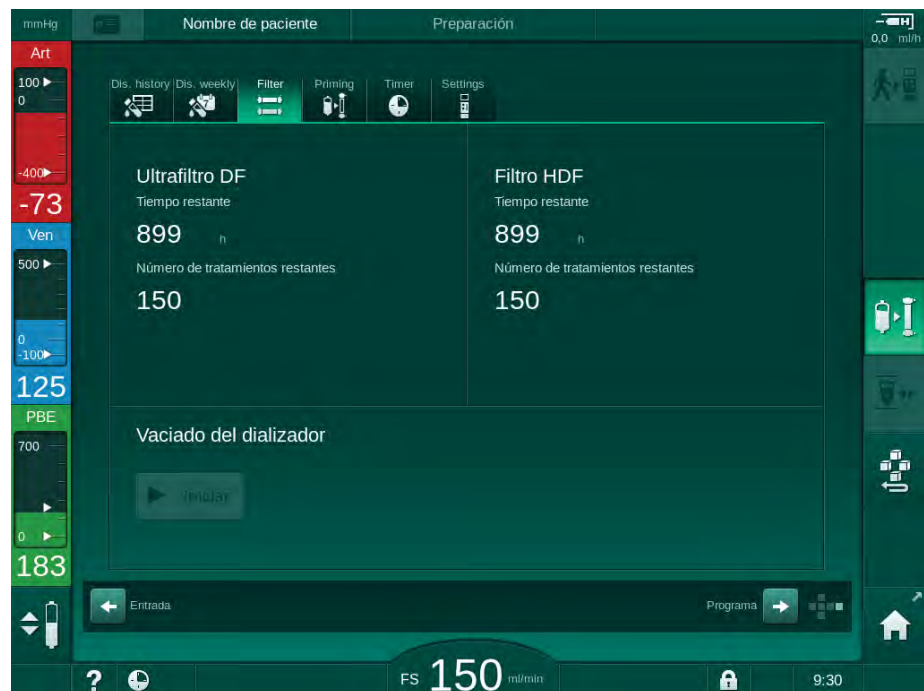 mmHg
Nombre de paciente
Preparación
0,0 ml/h
Art
100
0
-400
-73
Ven
500
0
-100
125
PBE
700
0
183
Dis. history
Dis. weekly
Filter
Priming
Timer
Settings
7
Ultrafiltro DF
Tiempo restante
899 h
Número de tratamientos restantes
150
Filtro HDF
Tiempo restante
899 h
Número de tratamientos restantes
150
Vaciado del dializador
Entrada
Programa
?
FS 150 ml/min
9:30